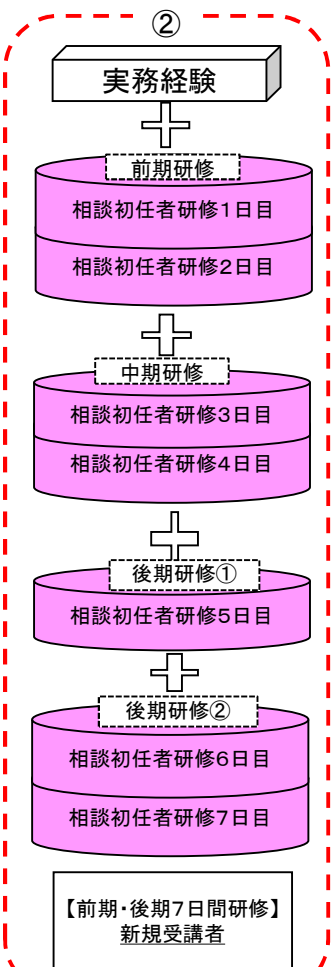 ②
実務経験
前期研修
相談初任者研修1日目
相談初任者研修2日目
中期研修
相談初任者研修3日目
相談初任者研修4日目
後期研修①
相談初任者研修5日目
後期研修②
相談初任者研修6日目
相談初任者研修7日目
【前期・後期7日間研修】
新規受講者